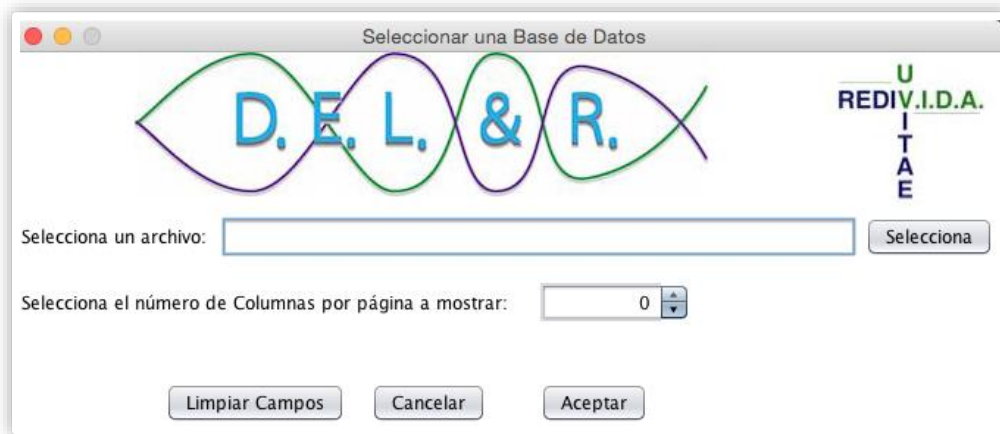 Seleccionar una Base de Datos
D. E. L. & R.
U
REDIV.I.D.A.
I
T
A
E
Selecciona un archivo:
Selecciona
Selecciona el número de Columnas por página a mostrar:
0
Limpiar Campos
Cancelar
Aceptar